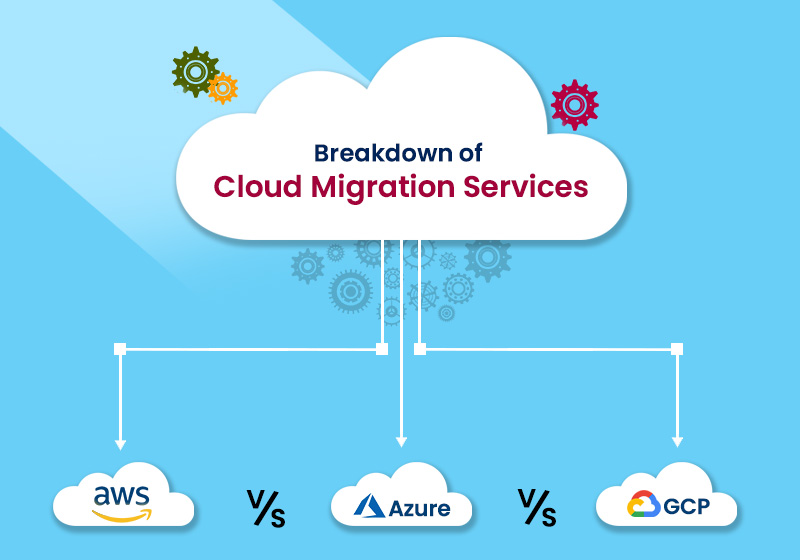 Breakdown of
Cloud Migration Services
aws
V/s
Azure
V/s
GCP